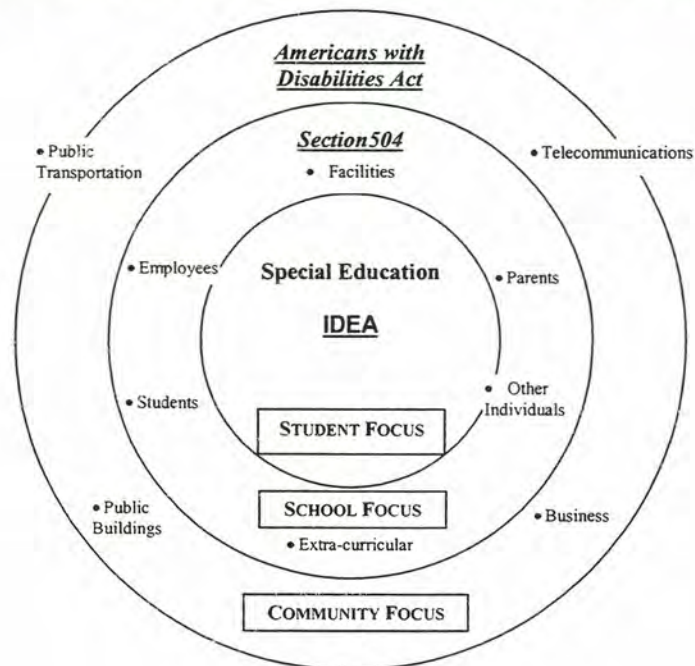 Americans with
Disabilities Act
Section504
• Facilities
• Public
Transportation
• Telecommunications
• Employees
Special Education
• Parents
IDEA
• Students
• Other
Individuals
STUDENT FOCUS
SCHOOL FOCUS
• Public
Buildings
• Business
• Extra-curricular
COMMUNITY FOCUS